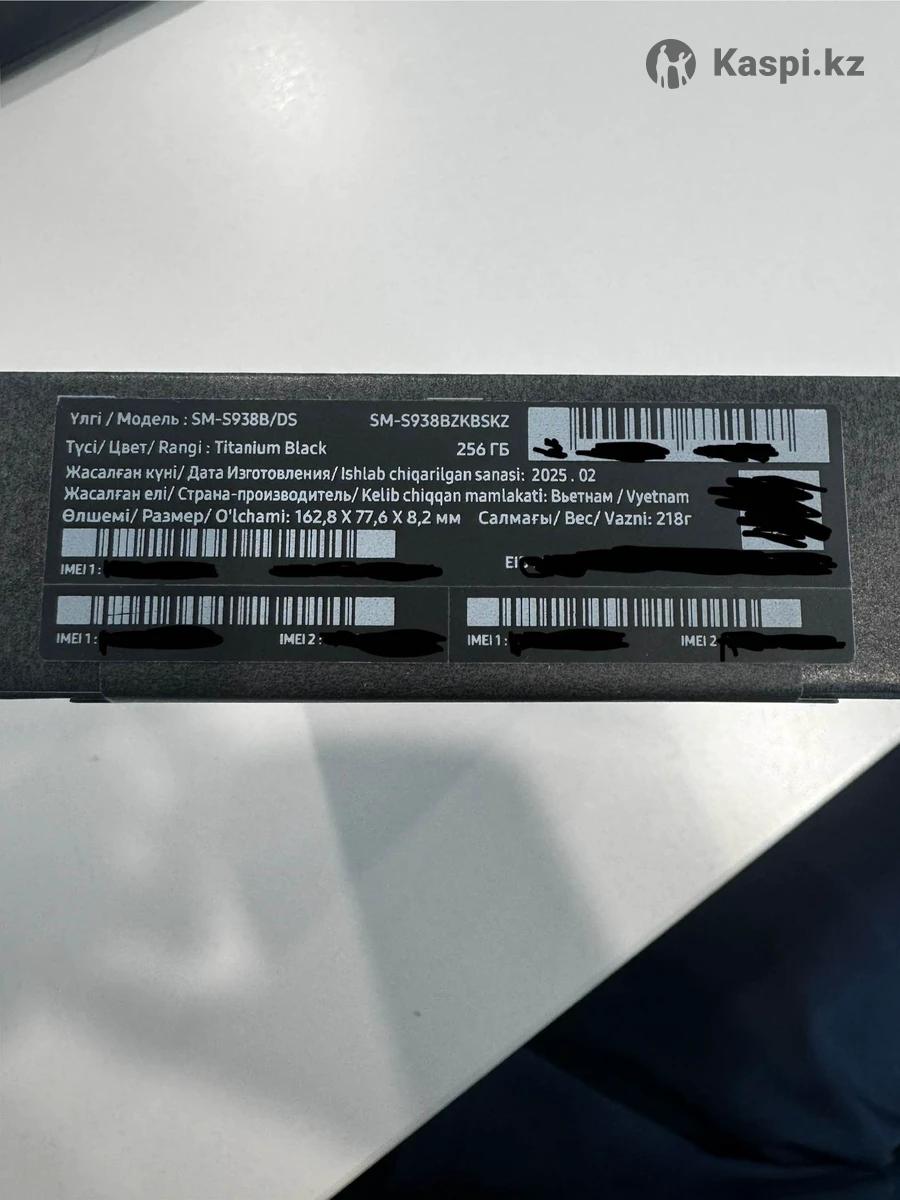 Kaspi.kz
Үлгі / Модель : SM-S938B/DS SM-S938BZKBSKZ
Түсі/ Цвет/ Rangi : Titanium Black 256 ГБ
Жасалған күні/ Дата Изготовления/ Ishlab chiqarilgan sanasi: 2025 . 02
Жасалған елі/ Страна-производитель/ Kelib chiqqan mamlakati: Вьетнам / Vyetnam
Өлшемі/ Размер/ O'lchami: 162,8 X 77,6 X 8,2 мм Салмағы/ Вес/ Vazni: 218г
IMEI 1 :
IMEI 1 : IMEI 2 : IMEI 1 : IMEI 2